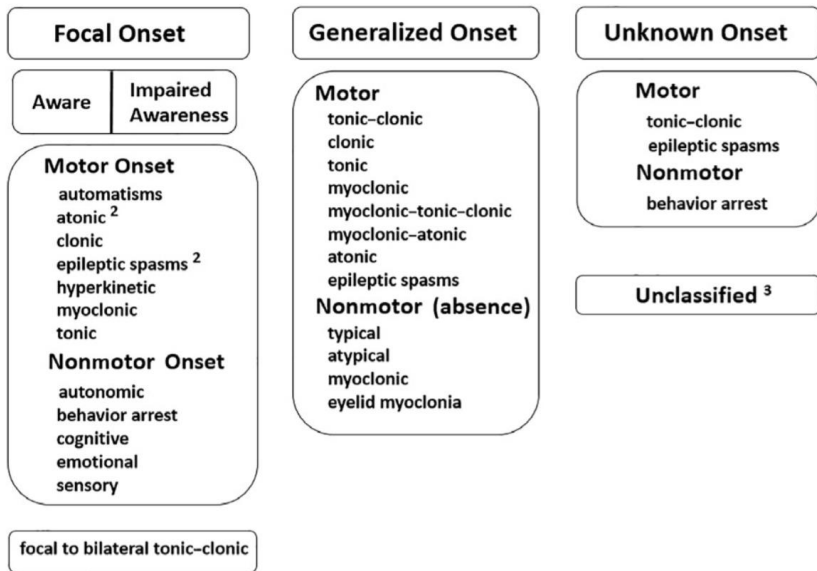 Focal Onset
Aware
Impaired
Awareness
Motor Onset
automatisms
atonic ²
clonic
epileptic spasms ²
hyperkinetic
myoclonic
tonic
Nonmotor Onset
autonomic
behavior arrest
cognitive
emotional
sensory
focal to bilateral tonic–clonic
Generalized Onset
Motor
tonic–clonic
clonic
tonic
myoclonic
myoclonic–tonic–clonic
myoclonic–atonic
atonic
epileptic spasms
Nonmotor (absence)
typical
atypical
myoclonic
eyelid myoclonia
Unknown Onset
Motor
tonic–clonic
epileptic spasms
Nonmotor
behavior arrest
Unclassified ³